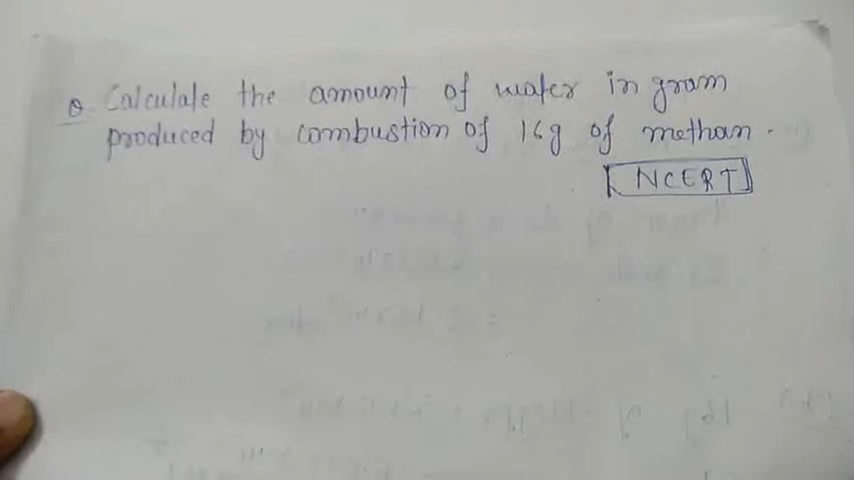 Q. Calculate the amount of water in gram
produced by combustion of 16g of methan.
[NCERT]